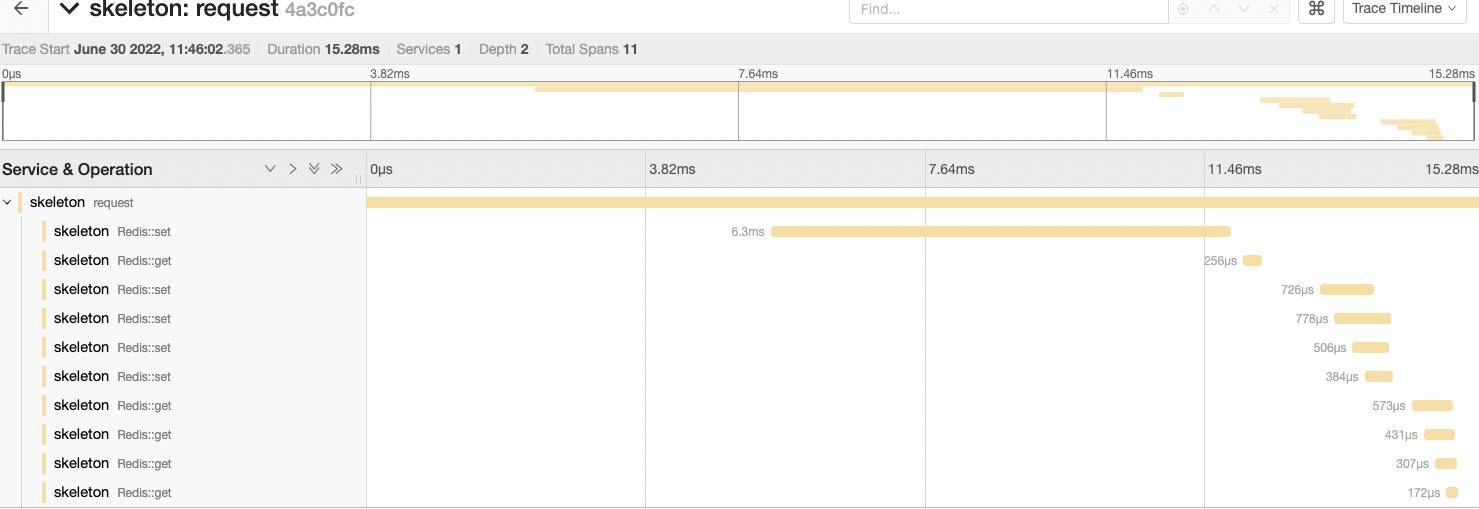 skeleton: request 4a3c0fc
Find...
⌘
Trace Timeline
Trace Start June 30 2022, 11:46:02.365 Duration 15.28ms Services 1 Depth 2 Total Spans 11
0μs 3.82ms 7.64ms 11.46ms 15.28ms
Service & Operation 0μs 3.82ms 7.64ms 11.46ms 15.28ms
skeleton request
skeleton Redis::set 6.3ms
skeleton Redis::get 256μs
skeleton Redis::set 726μs
skeleton Redis::set 778μs
skeleton Redis::set 506μs
skeleton Redis::set 384μs
skeleton Redis::get 573μs
skeleton Redis::get 431μs
skeleton Redis::get 307μs
skeleton Redis::get 172μs